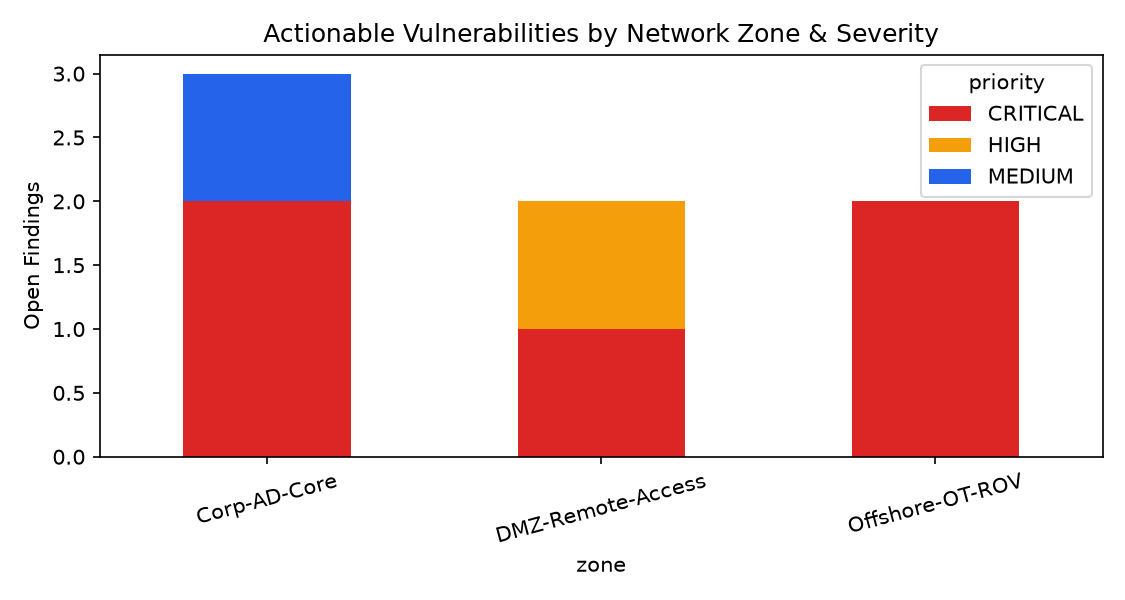 Actionable Vulnerabilities by Network Zone & Severity
priority
CRITICAL
HIGH
MEDIUM
Open Findings
3.0
2.5
2.0
1.5
1.0
0.5
0.0
Corp-AD-Core
DMZ-Remote-Access
Offshore-OT-ROV
zone